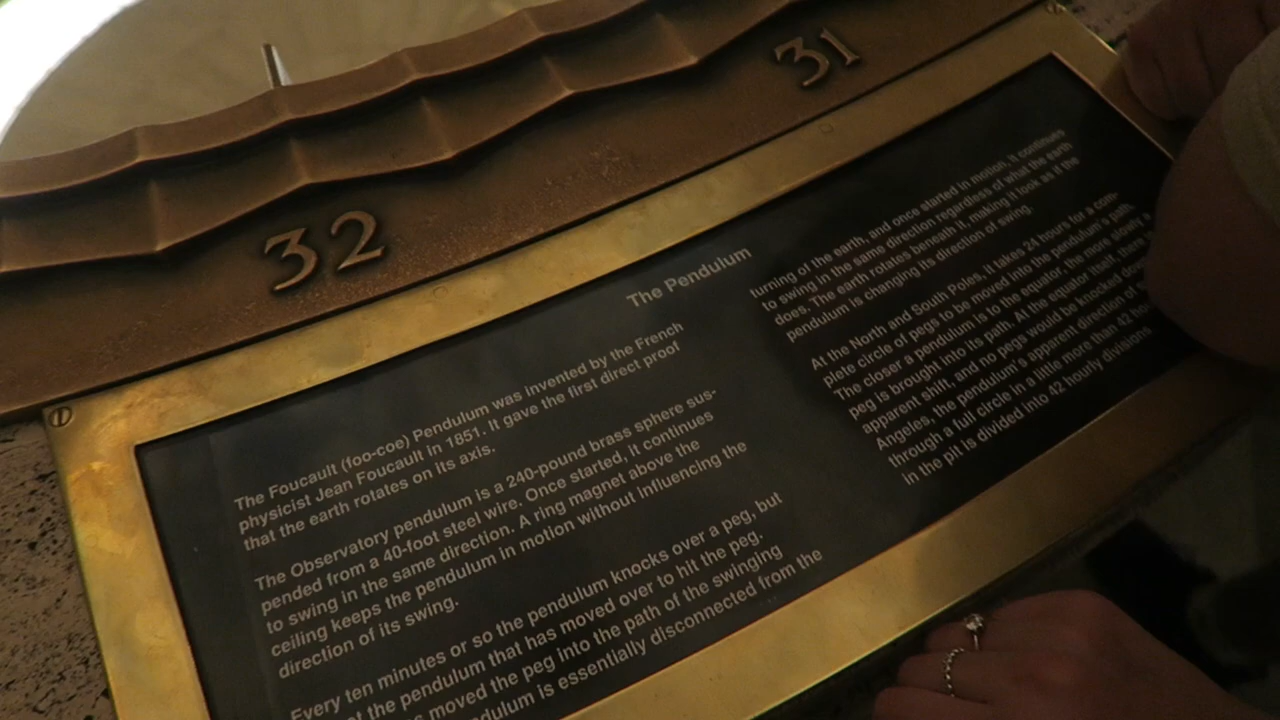 31
32
The Pendulum
The Foucault (foo-coe) Pendulum was invented by the French
physicist Jean Foucault in 1851. It gave the first direct proof
that the earth rotates on its axis.
The Observatory pendulum is a 240-pound brass sphere sus-
pended from a 40-foot steel wire. Once started, it continues
to swing in the same direction. A ring magnet above the
ceiling keeps the pendulum in motion without influencing the
direction of its swing.
Every ten minutes or so the pendulum knocks over a peg, but
the pendulum that has moved over to hit the peg.
moved the peg into the path of the swinging
is essentially disconnected from the
turning of the earth, and once started in motion, it continues
to swing in the same direction regardless of what the earth
does. The earth rotates beneath it, making it look as if the
pendulum is changing its direction of swing.
At the North and South Poles, it takes 24 hours for a com-
plete circle of pegs to be moved into the pendulum's path.
The closer a pendulum is to the equator, the more slowly a
peg is brought into its path. At the equator itself, there
apparent shift, and no pegs would be knocked
Angeles, the pendulum's apparent direction of
through a full circle in a little more than 42
in the pit is divided into 42 hourly divisions